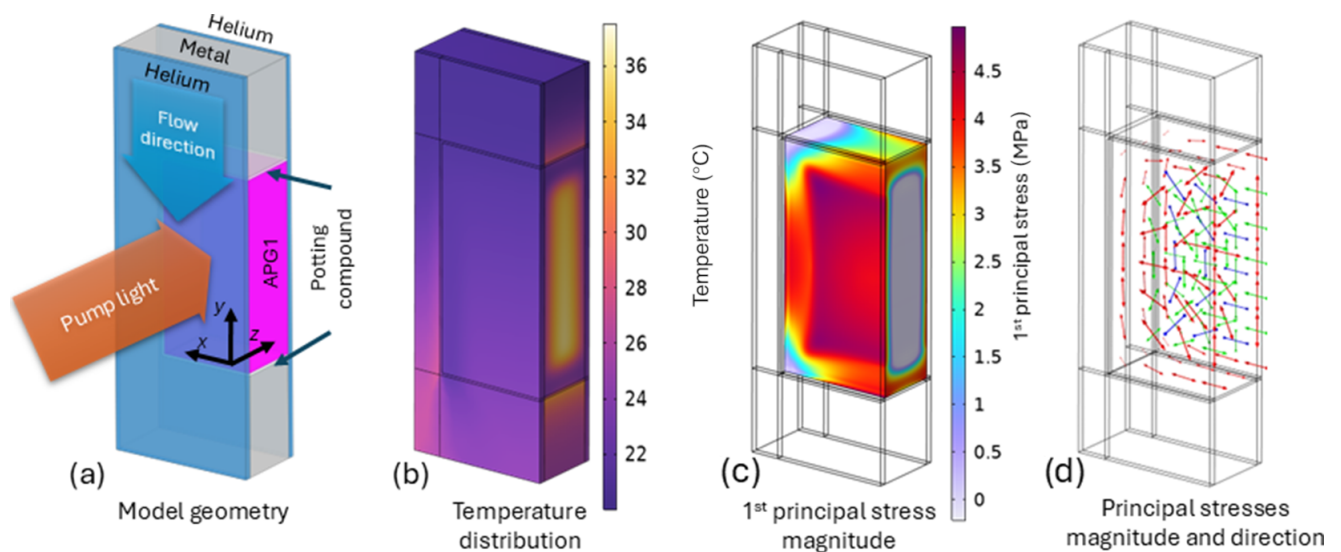 Helium
Metal
Helium
Flow
direction
Pump light
APG1
Potting
compound
x
y
z
(a)
Model geometry
36
34
32
30
28
26
24
22
Temperature (°C)
(b)
Temperature
distribution
4.5
4
3.5
3
2.5
2
1.5
1
0.5
0
1st principal stress (MPa)
(c)
1st principal stress
magnitude
(d)
Principal stresses
magnitude and direction